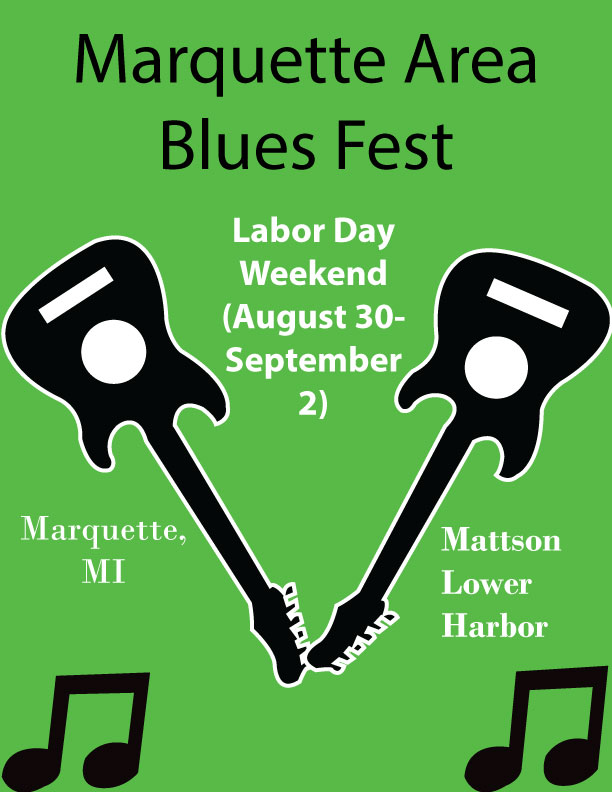 Marquette Area
Blues Fest
Labor Day
Weekend
(August 30-
September
2)
Marquette,
MI
Mattson
Lower
Harbor